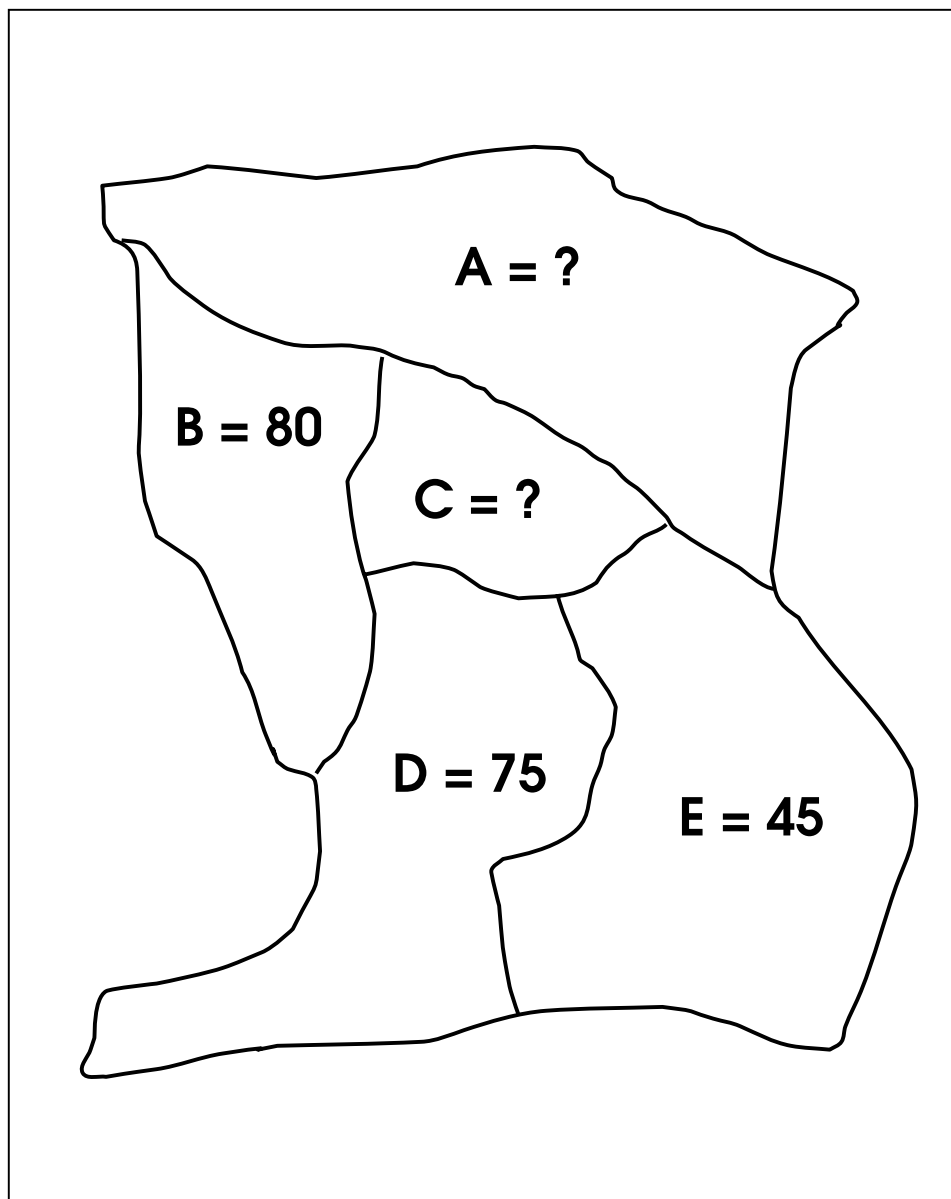 A = ?
B = 80
C = ?
D = 75
E = 45